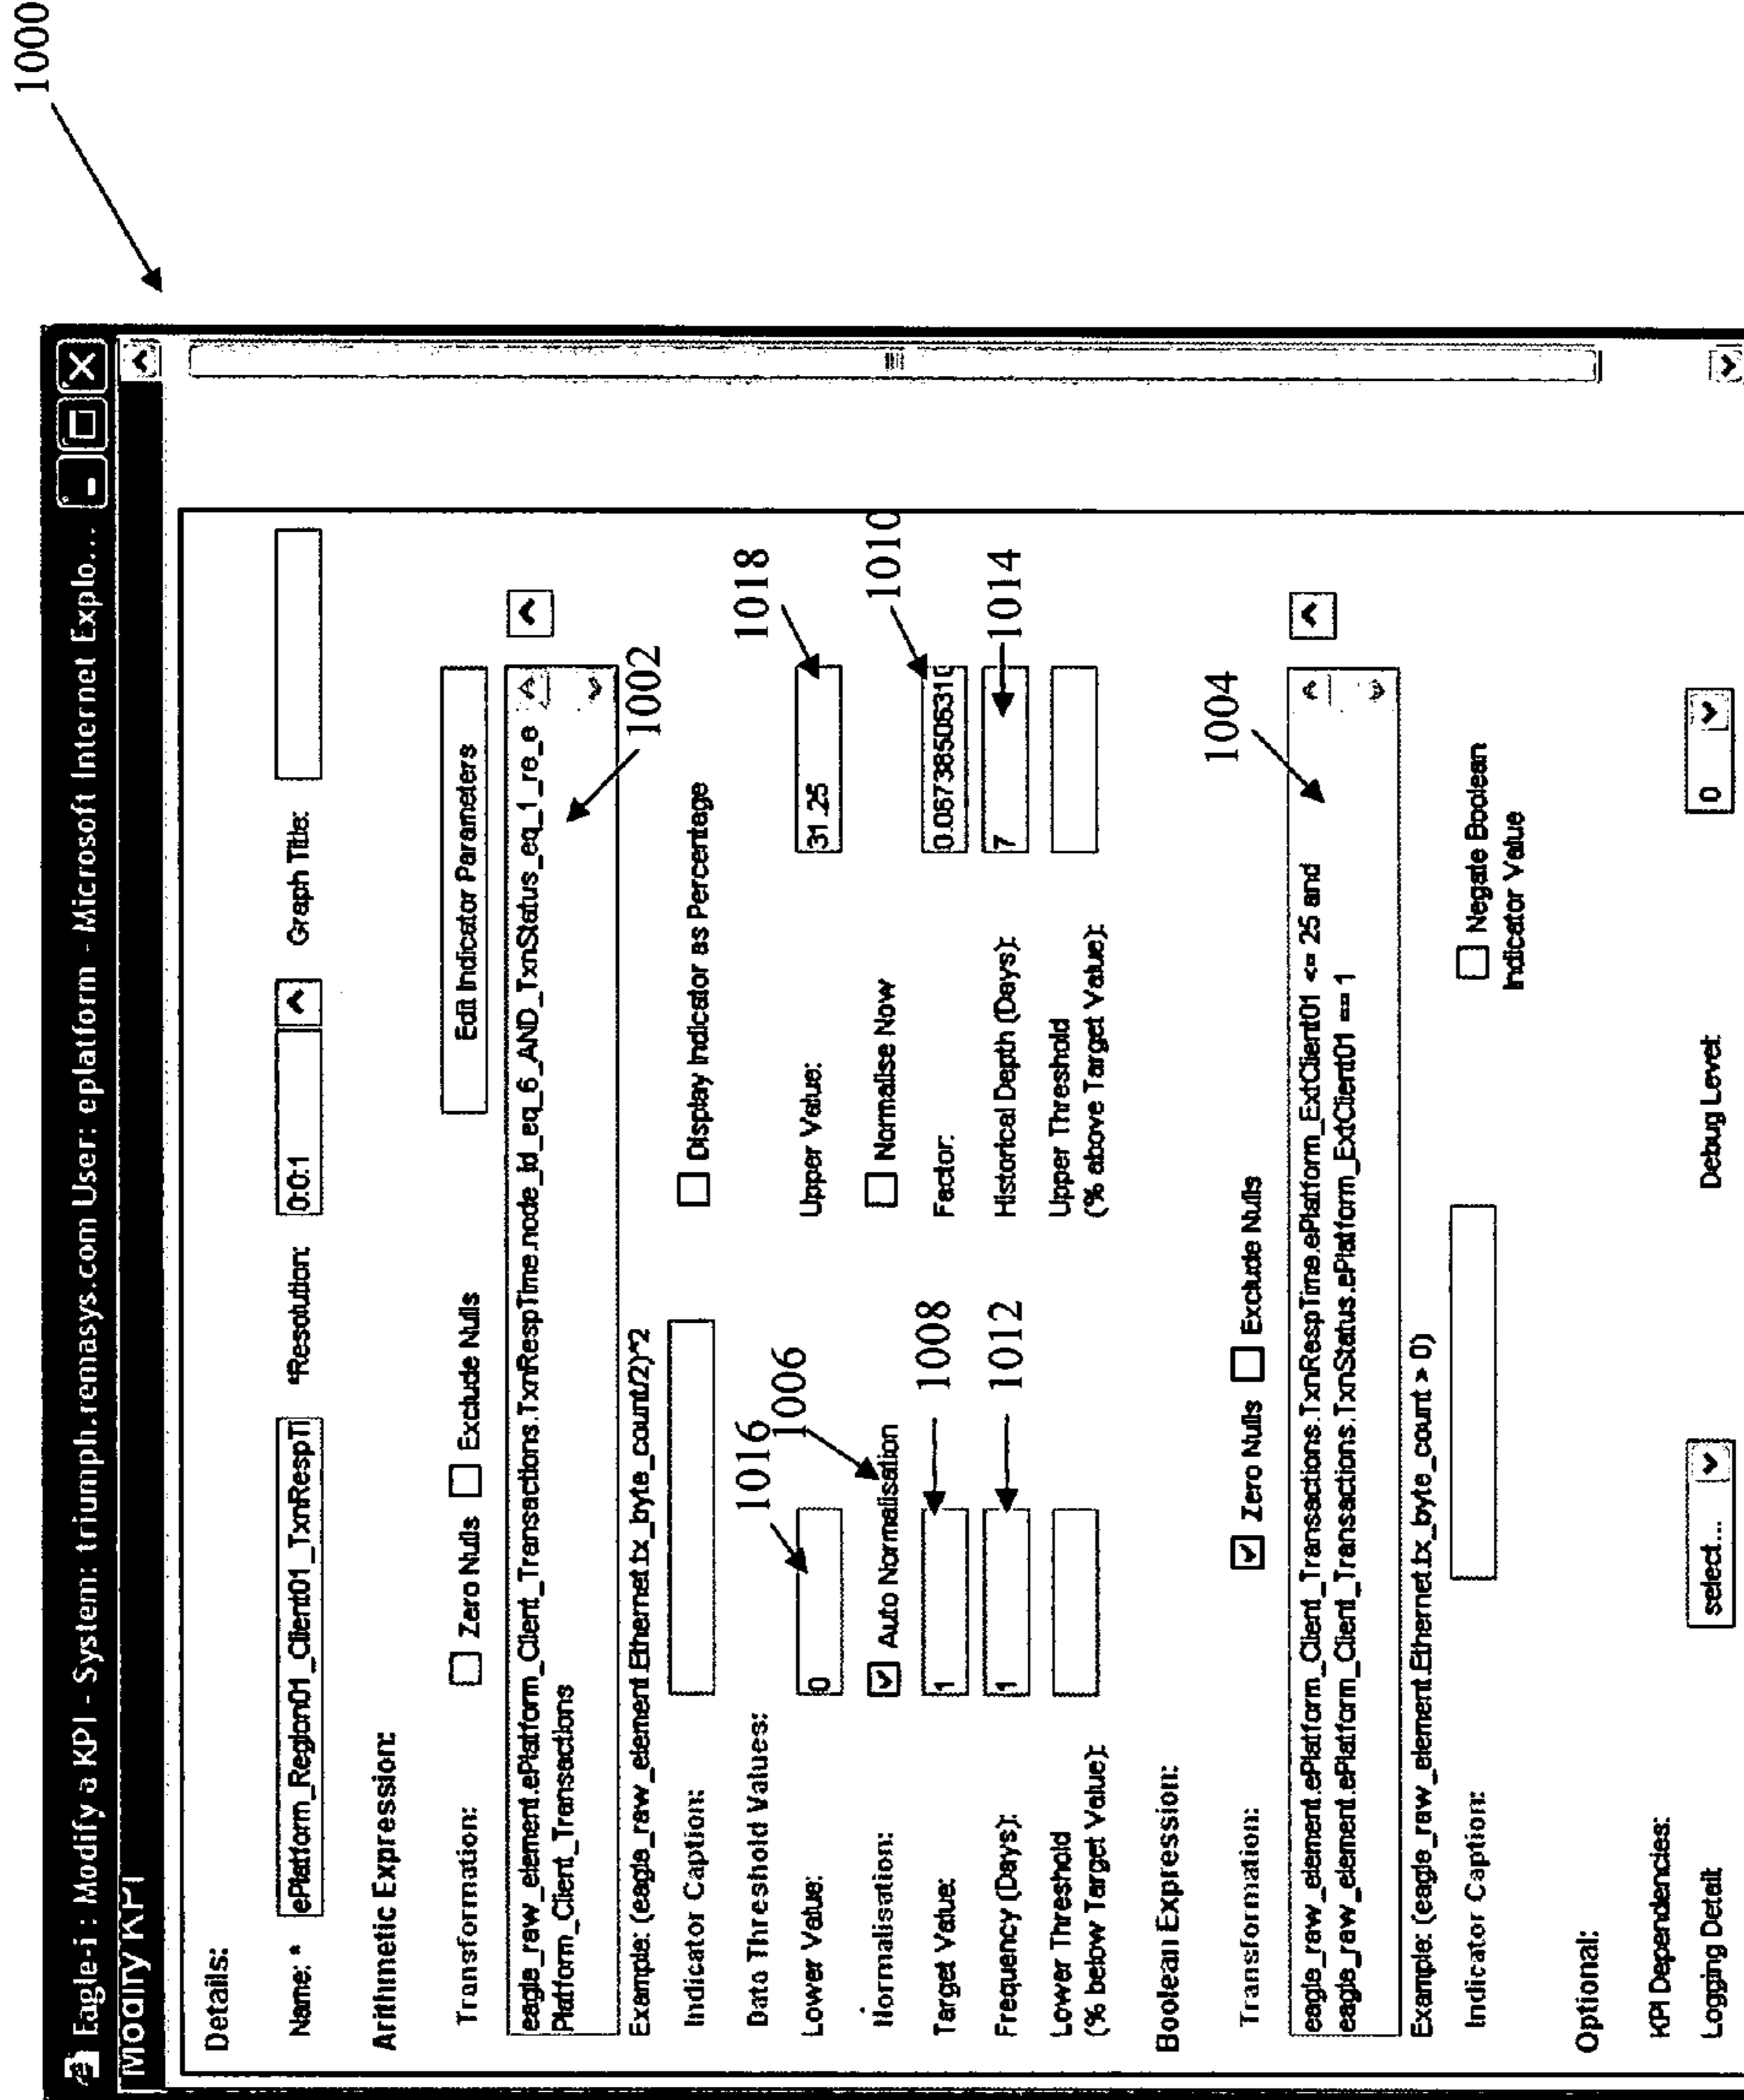 1000
Eagle-i : Modify a KPI - System: triumph.renasys.com User: eplatform - Microsoft Internet Explo...
Modify KPI
Details:
Name: * ePlatform_Region01_Client01_TxnRespTi *Resolution: 0:0:1 Graph Title:
Arithmetic Expression:
Transformation: Zero Nulls Exclude Nulls Edit Indicator Parameters
eagle_raw_element.ePlatform_Client_Transactions.TxnRespTime.node_id_eq_6_AND_TxnStatus_eq_1_re_e
Platform_Client_Transactions
1002
Example: (eagle_raw_element.Ethernet.tx_byte_count/2)^2
Indicator Caption: Display Indicator as Percentage
Data Threshold Values: 1016 1018
Lower Value: 0 Upper Value: 31.25
1006
Normalisation: Auto Normalisation Normalise Now 1010
Target Value: 1 1008 Factor: 0.0673850631
Frequency (Days): 1 1012 Historical Depth (Days): 7 1014
Lower Threshold Upper Threshold
(% below Target Value): (% above Target Value):
Boolean Expression:
Transformation: Zero Nulls Exclude Nulls 1004
eagle_raw_element.ePlatform_Client_Transactions.TxnRespTime.ePlatform_ExtClient01 <= 25 and
eagle_raw_element.ePlatform_Client_Transactions.TxnStatus.ePlatform_ExtClient01 == 1
Example: (eagle_raw_element.Ethernet.tx_byte_count > 0)
Indicator Caption: Negate Boolean
Indicator Value
Optional:
KPI Dependencies:
Logging Detail: select... Debug Level: 0